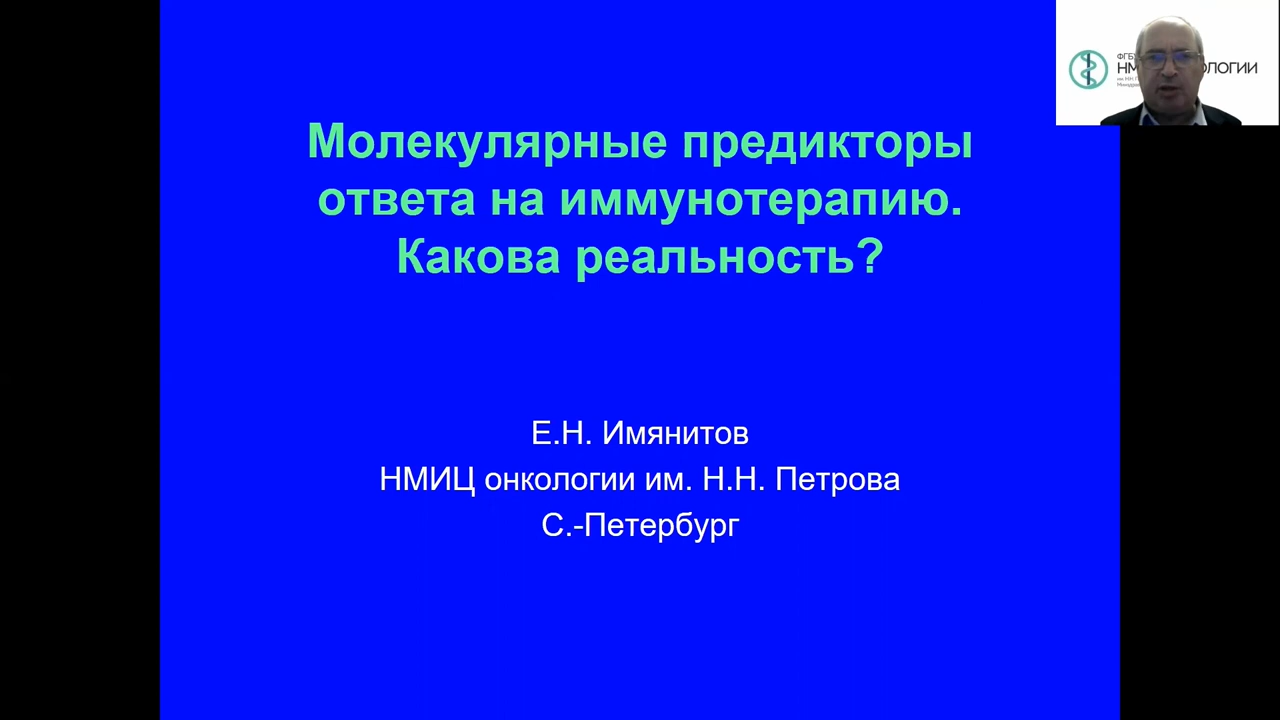 Молекулярные предикторы
ответа на иммунотерапию.
Какова реальность?
Е.Н. Имянитов
НМИЦ онкологии им. Н.Н. Петрова
С.-Петербург